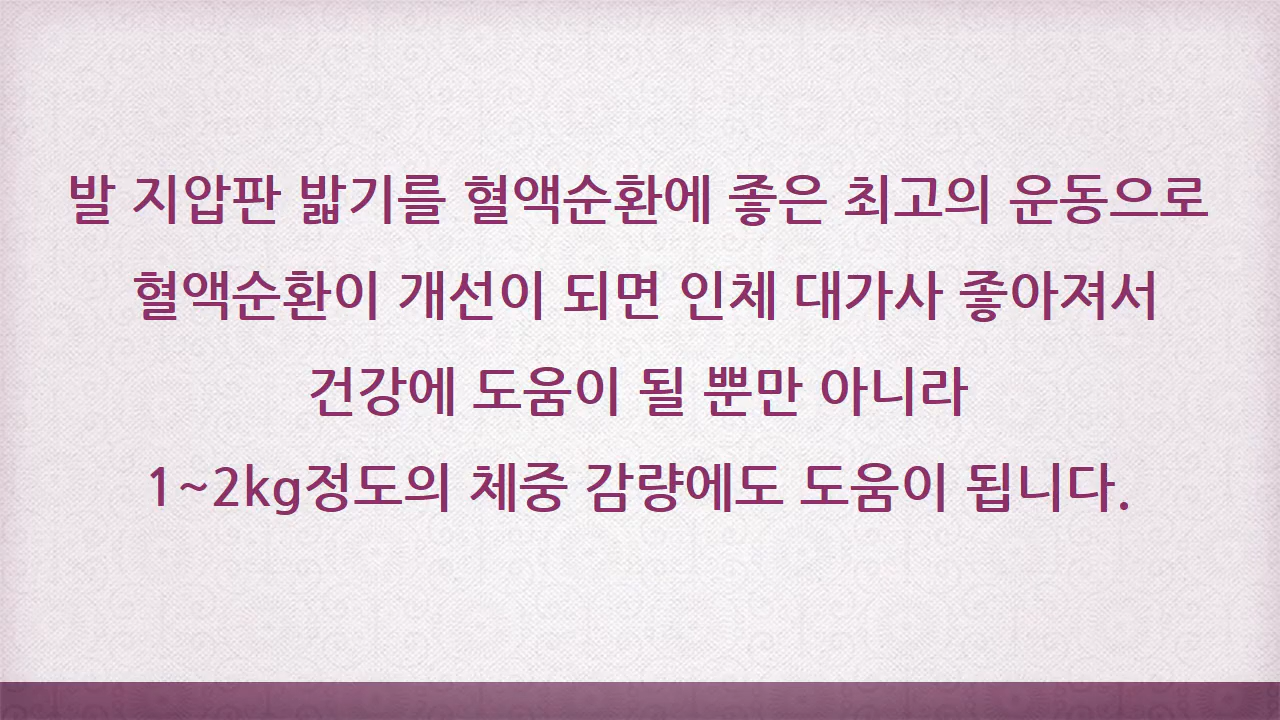 발 지압판 밟기를 혈액순환에 좋은 최고의 운동으로
혈액순환이 개선이 되면 인체 대가사 좋아져서
건강에 도움이 될 뿐만 아니라
1~2kg정도의 체중 감량에도 도움이 됩니다.